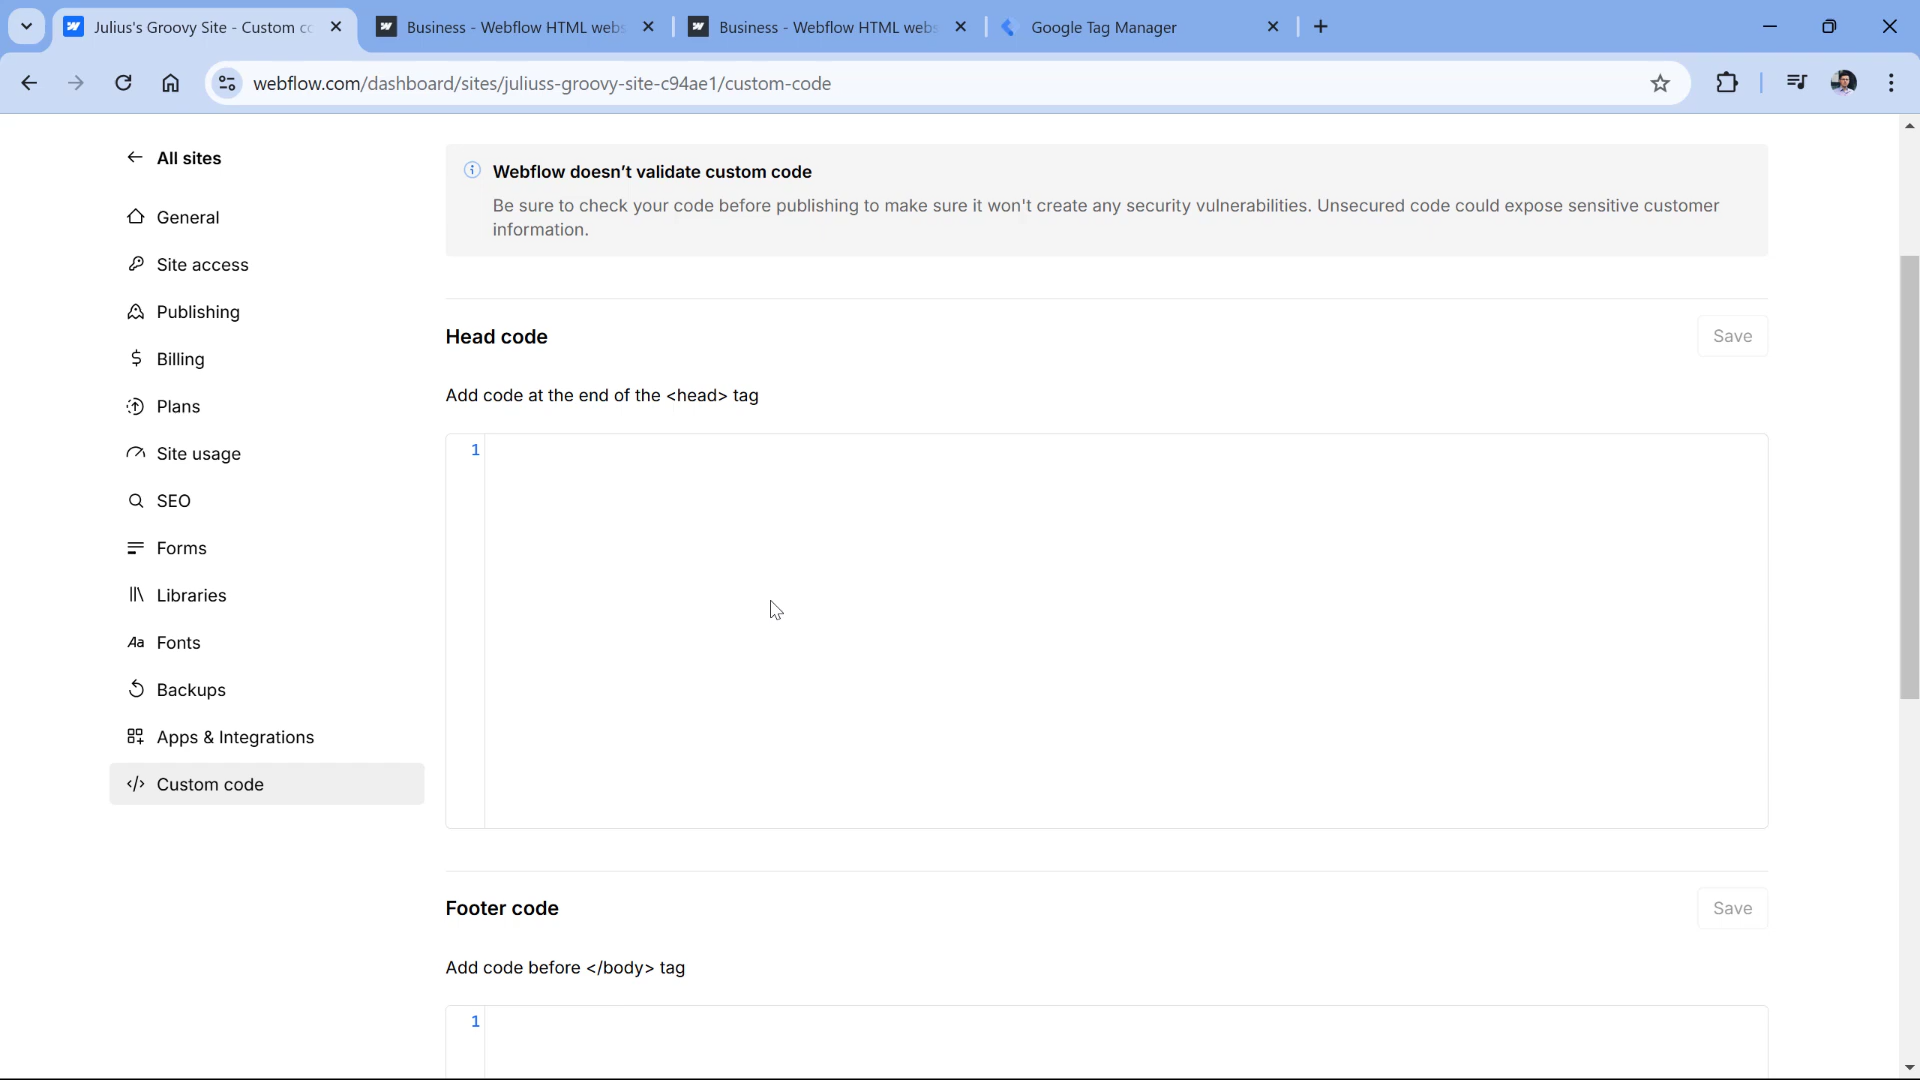 Julius's Groovy Site - Custom co
Business - Webflow HTML webs
Business - Webflow HTML webs
Google Tag Manager
webflow.com/dashboard/sites/juliuss-groovy-site-c94ae1/custom-code
All sites
General
Site access
Publishing
Billing
Plans
Site usage
SEO
Forms
Libraries
Aa Fonts
Backups
Apps & Integrations
</> Custom code
Webflow doesn’t validate custom code
Be sure to check your code before publishing to make sure it won't create any security vulnerabilities. Unsecured code could expose sensitive customer
information.
Head code
Save
Add code at the end of the <head> tag
1
Footer code
Save
Add code before </body> tag
1